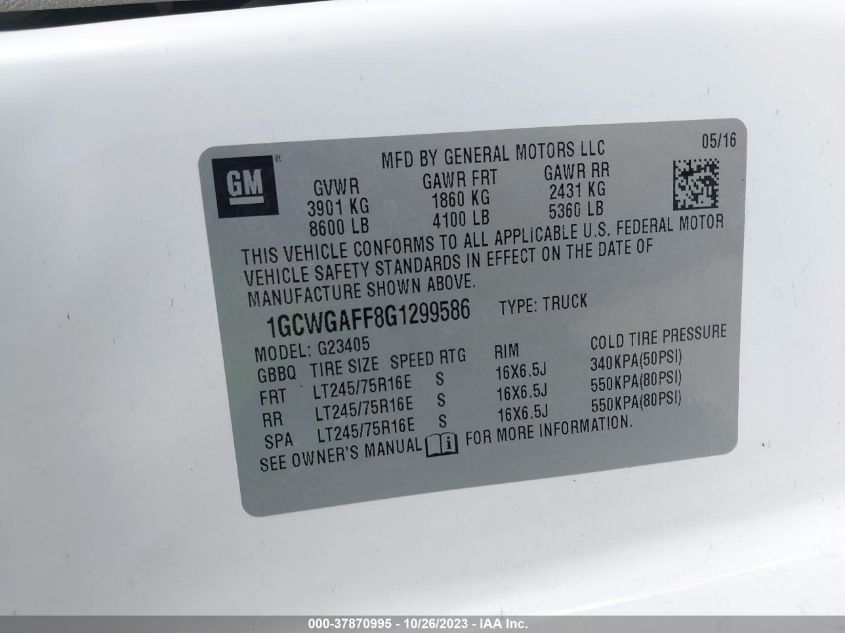 GM ®
MFD BY GENERAL MOTORS LLC 05/16
GVWR GAWR FRT GAWR RR
3901 KG 1860 KG 2431 KG
8600 LB 4100 LB 5360 LB
THIS VEHICLE CONFORMS TO ALL APPLICABLE U.S. FEDERAL MOTOR
VEHICLE SAFETY STANDARDS IN EFFECT ON THE DATE OF
MANUFACTURE SHOWN ABOVE.
1GCWGAFF8G1299586 TYPE: TRUCK
MODEL: G23405
GBBQ TIRE SIZE SPEED RTG RIM COLD TIRE PRESSURE
FRT LT245/75R16E S 16X6.5J 340KPA(50PSI)
RR LT245/75R16E S 16X6.5J 550KPA(80PSI)
SPA LT245/75R16E S 16X6.5J 550KPA(80PSI)
SEE OWNER'S MANUAL i FOR MORE INFORMATION.
000-37870995 - 10/26/2023 - IAA Inc.